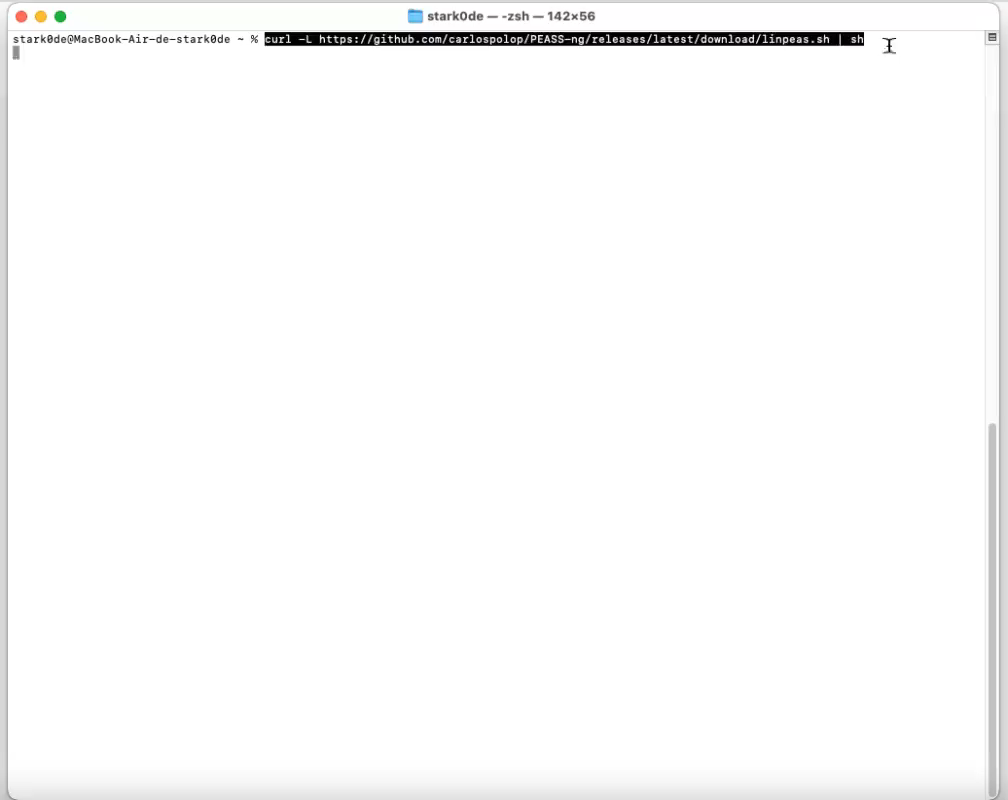 stark0de — -zsh — 142×56
stark0de@MacBook-Air-de-stark0de ~ % curl -L https://github.com/carlospolop/PEASS-ng/releases/latest/download/linpeas.sh | sh